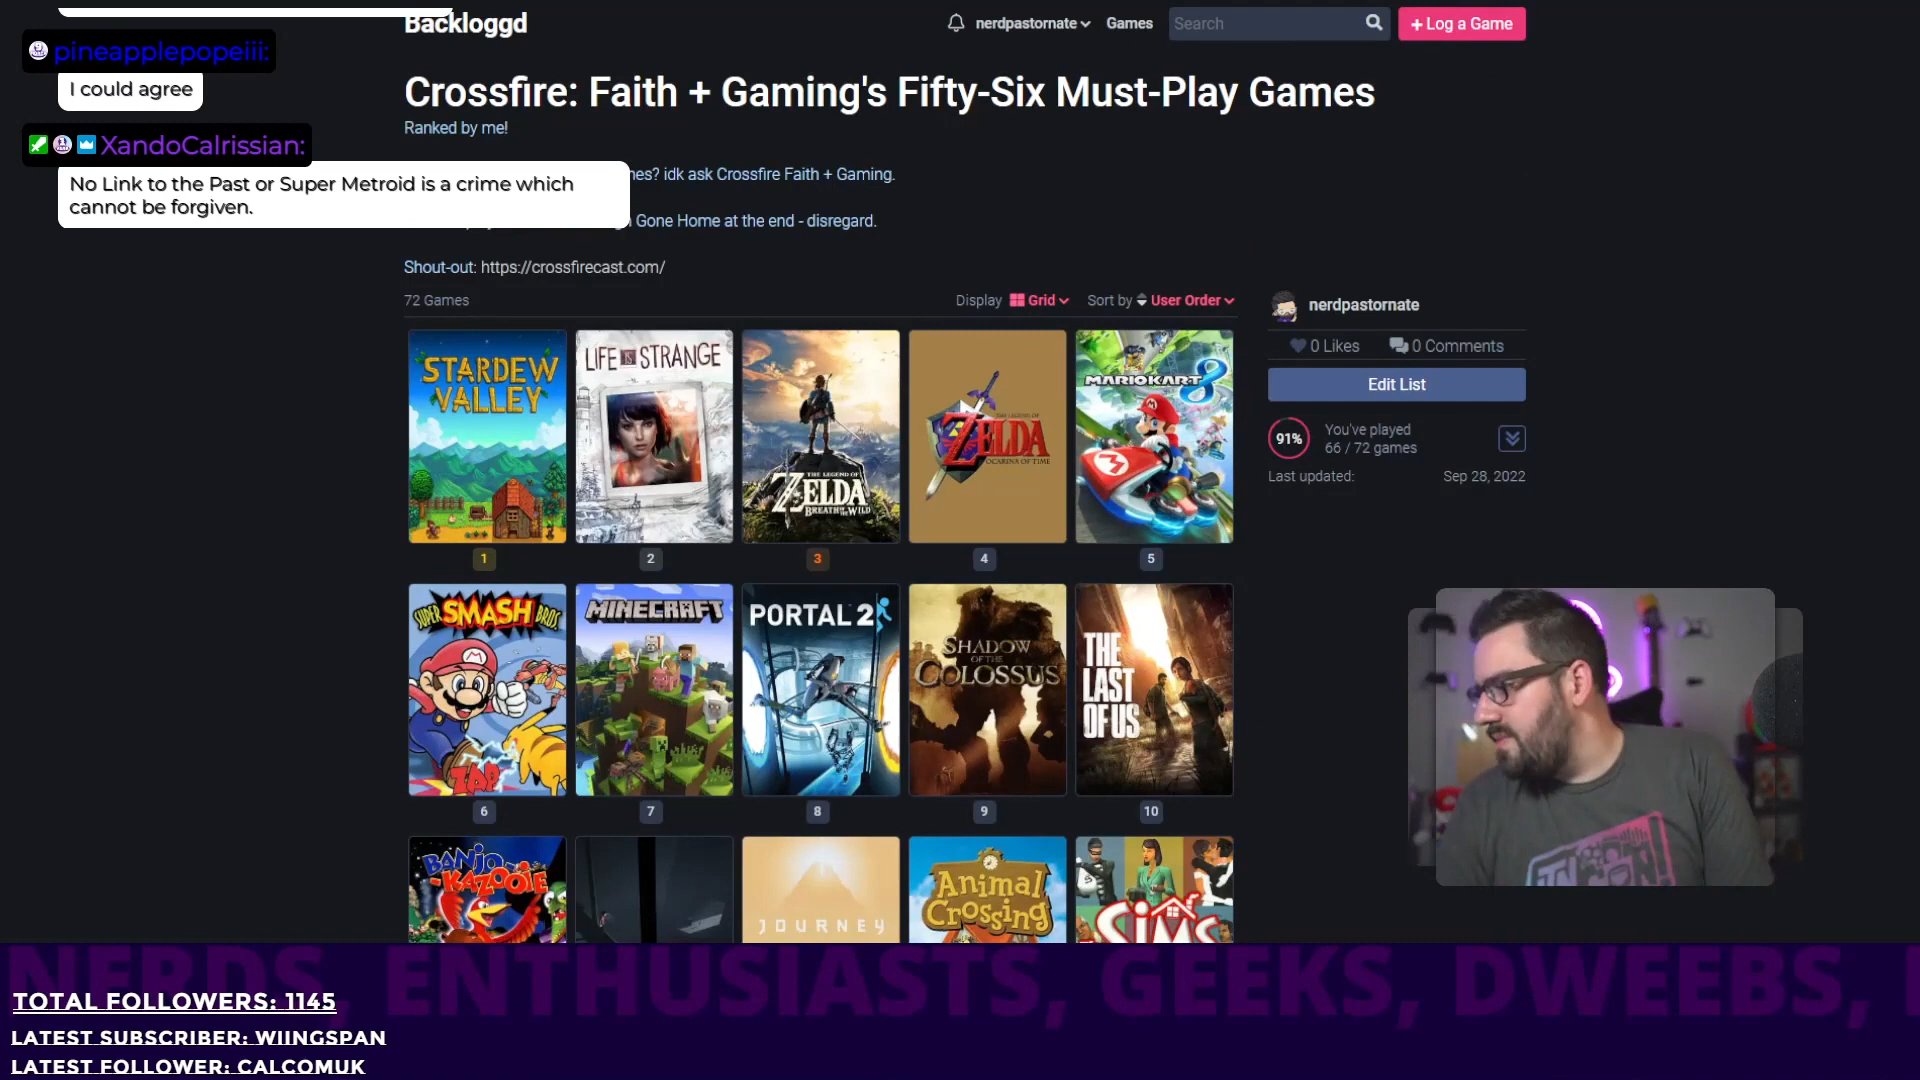 Backloggd
nerdpastornate
Games
Search
+ Log a Game
pineapplepopeiii:
I could agree
XandoCalrissian:
No Link to the Past or Super Metroid is a crime which
cannot be forgiven.
Crossfire: Faith + Gaming's Fifty-Six Must-Play Games
Ranked by me!
? idk ask Crossfire Faith + Gaming.
Gone Home at the end - disregard.
Shout-out: https://crossfirecast.com/
72 Games
Display Grid Sort by User Order
nerdpastornate
0 Likes 0 Comments
Edit List
91%
You've played
66 / 72 games
Last updated: Sep 28, 2022
STARDEW
VALLEY
LIFE IS STRANGE
THE LEGEND OF
ZELDA
BREATH OF THE WILD
THE LEGEND OF
ZELDA
OCARINA OF TIME
MARIOKART 8
1 2 3 4 5
SUPER SMASH BROS.
ZAP
MINECRAFT
PORTAL 2
SHADOW
OF THE
COLOSSUS
THE
LAST
OF US
6 7 8 9 10
BANJO-
KAZOOIE
JOURNEY
Animal
Crossing
SIMS
NERDS, ENTHUSIASTS, GEEKS, DWEEBS,
TOTAL FOLLOWERS: 1145
LATEST SUBSCRIBER: WIINGSPAN
LATEST FOLLOWER: CALCOMUK